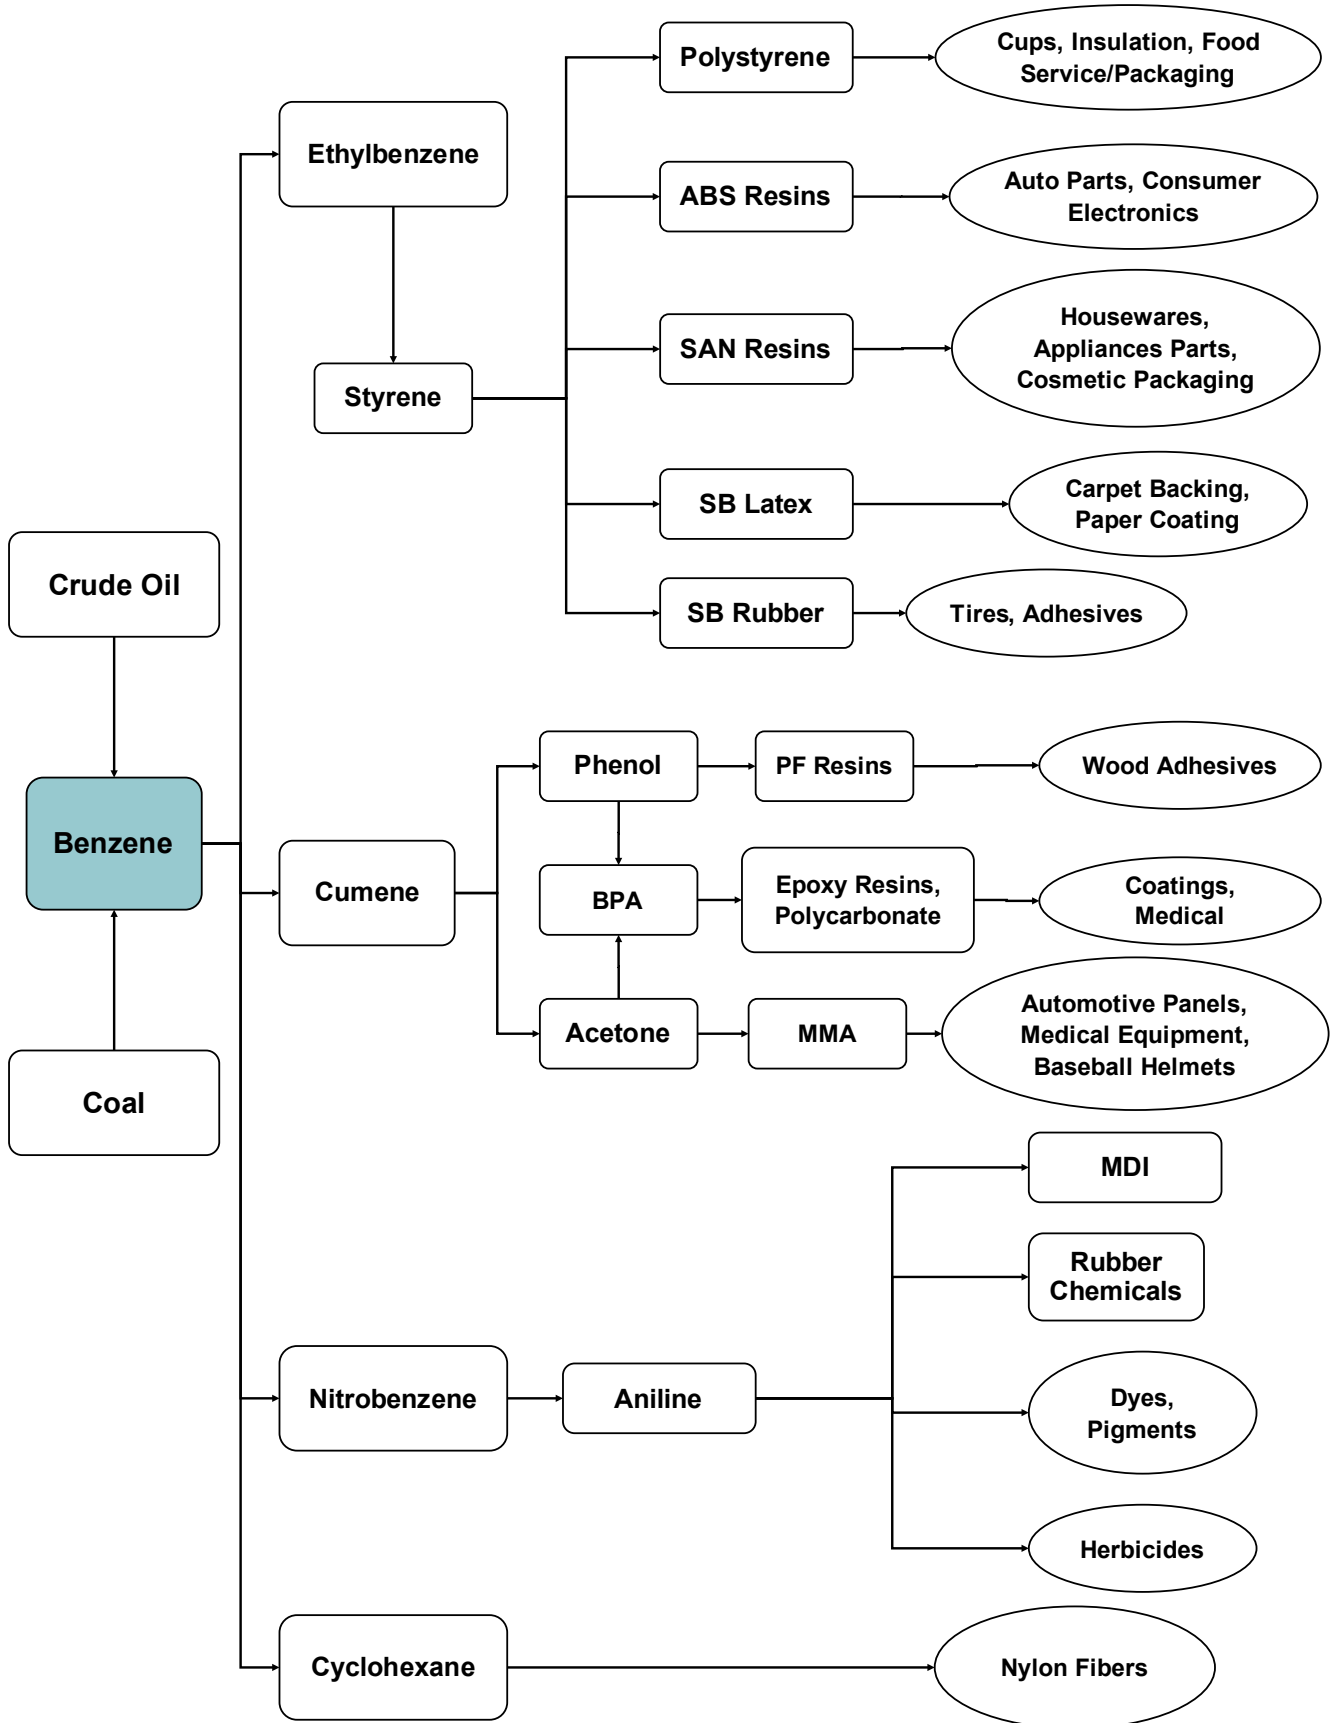 Polystyrene
Cups, Insulation, Food
Service/Packaging
Ethylbenzene
ABS Resins
Auto Parts, Consumer
Electronics
SAN Resins
Housewares,
Appliances Parts,
Cosmetic Packaging
Styrene
SB Latex
Carpet Backing,
Paper Coating
Crude Oil
SB Rubber
Tires, Adhesives
Phenol
PF Resins
Wood Adhesives
Benzene
Cumene
BPA
Epoxy Resins,
Polycarbonate
Coatings,
Medical
Acetone
MMA
Automotive Panels,
Medical Equipment,
Baseball Helmets
Coal
MDI
Rubber
Chemicals
Nitrobenzene
Aniline
Dyes,
Pigments
Herbicides
Cyclohexane
Nylon Fibers